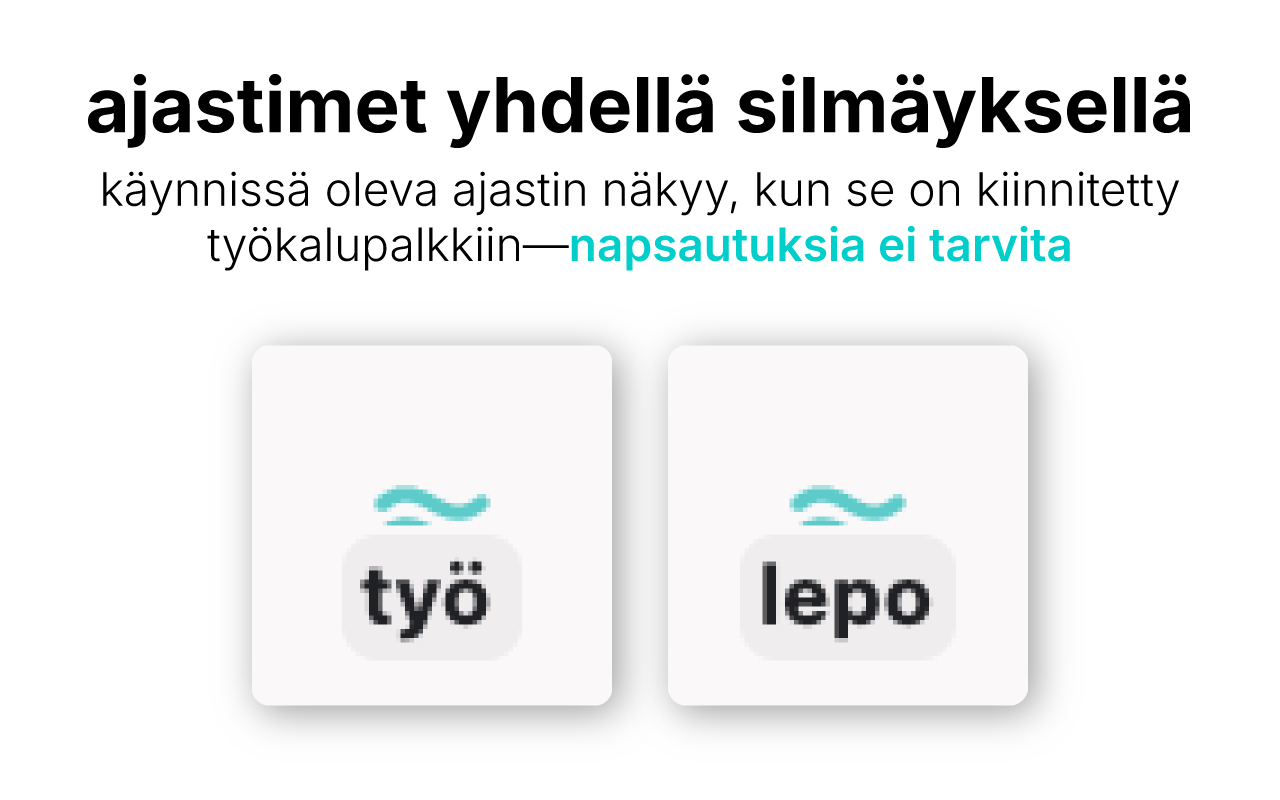 ajastimet yhdellä silmäyksellä
käynnissä oleva ajastin näkyy, kun se on kiinnitetty
työkalupalkkiin—napsautuksia ei tarvita
työ
lepo